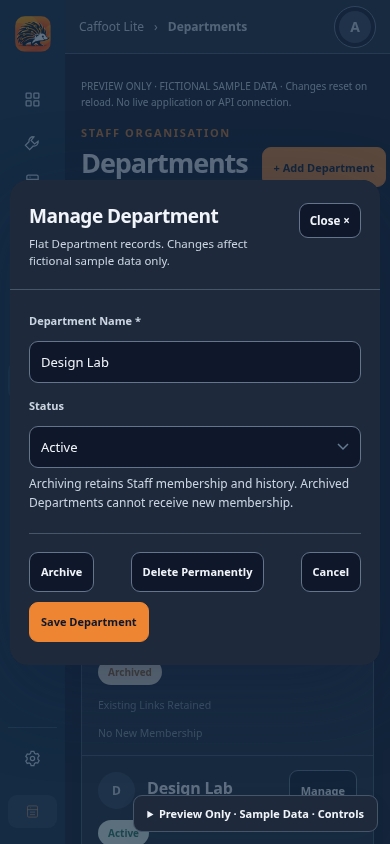 Caffoot Lite › Departments
A
PREVIEW ONLY · FICTIONAL SAMPLE DATA · Changes reset on
reload. No live application or API connection.
STAFF ORGANISATION
Departments
+ Add Department
Manage Department
Close ×
Flat Department records. Changes affect
fictional sample data only.
Department Name *
Design Lab
Status
Active
Archiving retains Staff membership and history. Archived
Departments cannot receive new membership.
Archive
Delete Permanently
Cancel
Save Department
Archived
Existing Links Retained
No New Membership
D
Design Lab
Manage
Active
▶ Preview Only · Sample Data · Controls